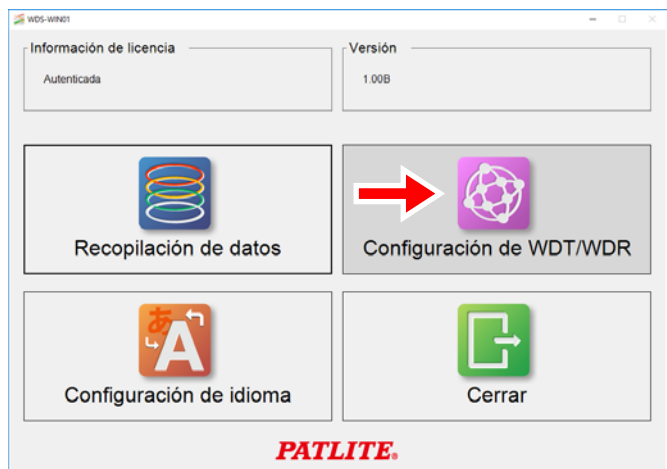 WDS-WIN01
Información de licencia
Autenticada
Versión
1.00B
Recopilación de datos
Configuración de WDT/WDR
あ
A
Configuración de idioma
Cerrar
PATLITE®